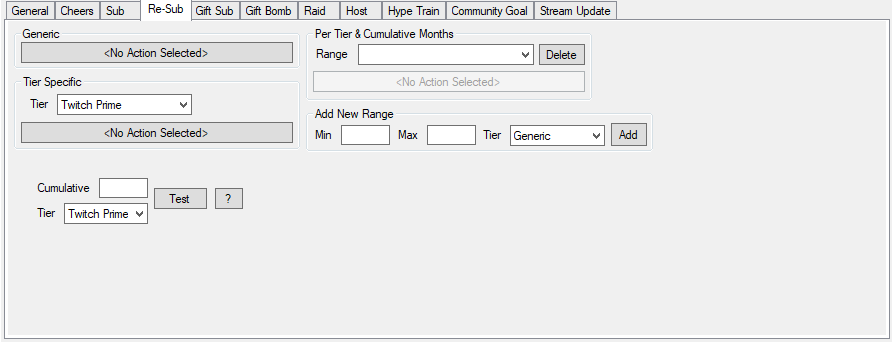 General Cheers Sub Re-Sub Gift Sub Gift Bomb Raid Host Hype Train Community Goal Stream Update
Generic
<No Action Selected>
Tier Specific
Tier Twitch Prime
<No Action Selected>
Per Tier & Cumulative Months
Range Delete
<No Action Selected>
Add New Range
Min Max Tier Generic Add
Cumulative
Tier Twitch Prime
Test ?